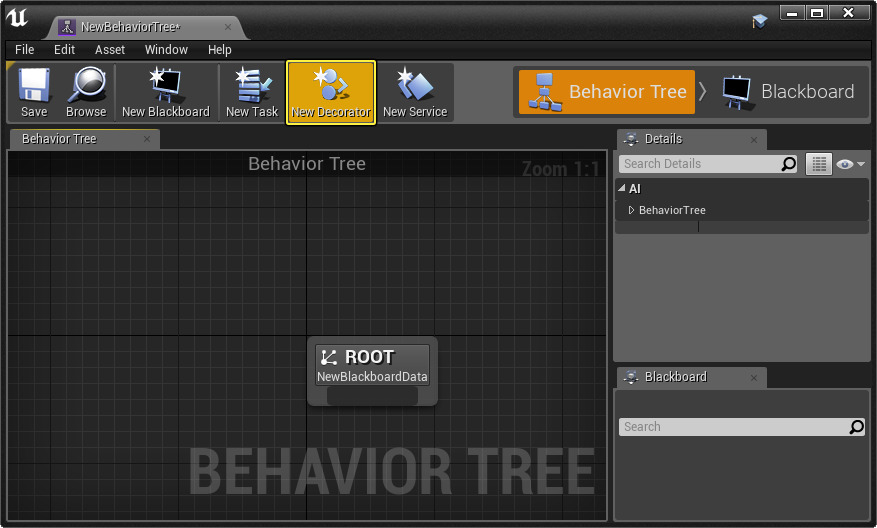 NewBehaviorTree*
File Edit Asset Window Help
Save Browse New Blackboard New Task New Decorator New Service
Behavior Tree Blackboard
Behavior Tree
Behavior Tree
Zoom 1:1
ROOT
NewBlackboardData
BEHAVIOR TREE
Details
Search Details
AI
BehaviorTree
Blackboard
Search